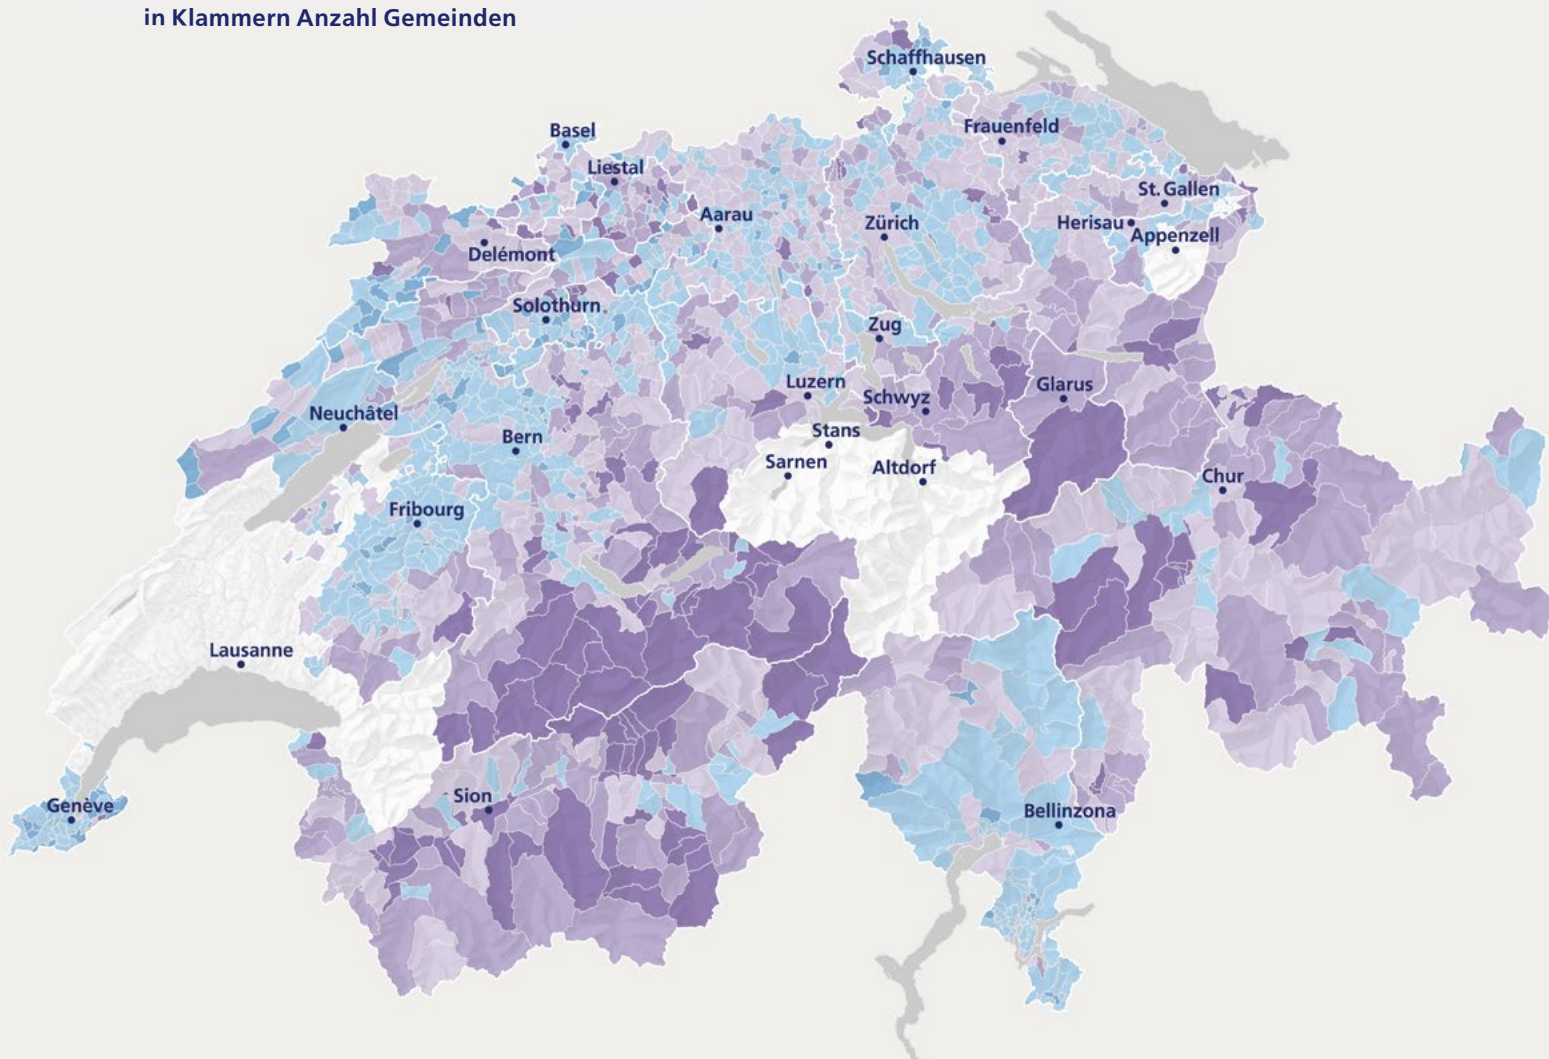 in Klammern Anzahl Gemeinden
Schaffhausen
Basel
Frauenfeld
Liestal
St. Gallen
Aarau
Zürich
Herisau
Appenzell
Delémont
Solothurn
Zug
Luzern
Schwyz
Glarus
Neuchâtel
Stans
Bern
Sarnen
Altdorf
Chur
Fribourg
Lausanne
Genève
Sion
Bellinzona